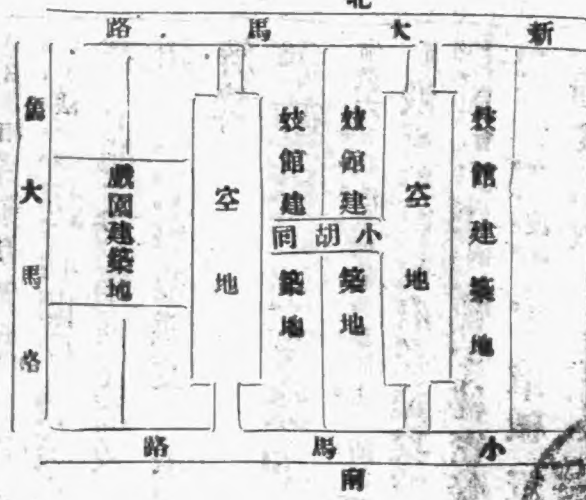 北
新大馬路
妓館建築地
空地
妓館建築地
妓館建築地
小胡同
空地
戲園建築地
舊大馬路
小馬路
南